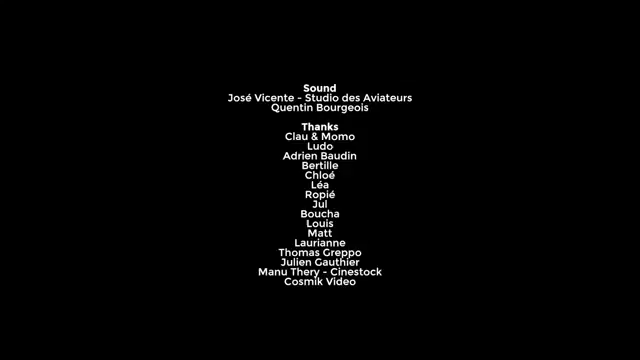 Sound
José Vicente - Studio des Aviateurs
Quentin Bourgeois
Thanks
Clau & Momo
Ludo
Adrien Baudin
Bertille
Chloé
Léa
Ropié
Jul
Boucha
Louis
Matt
Laurianne
Thomas Greppo
Julien Gauthier
Manu Thery - Cinestock
Cosmik Video